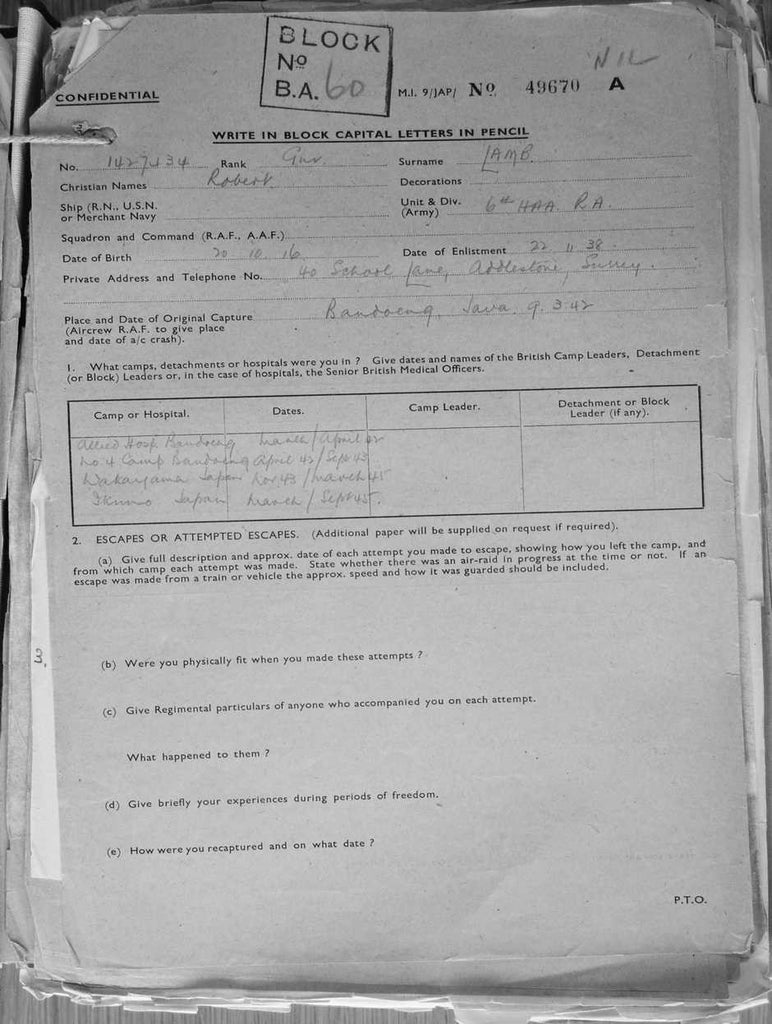 BLOCK
No
B.A. 60
NIL
CONFIDENTIAL
M.I. 9/JAP/ No 49670 A
WRITE IN BLOCK CAPITAL LETTERS IN PENCIL
No. 1427434 Rank Gnr. Surname LAMB.
Christian Names Robert. Decorations
Ship (R.N., U.S.N. or Merchant Navy
Unit & Div. (Army) 6th HAA. R.A.
Squadron and Command (R.A.F., A.A.F.)
Date of Birth 20 . 10 . 16 Date of Enlistment 22 11 38.
Private Address and Telephone No. 40 School Lane, Addlestone, Surrey.
Place and Date of Original Capture Bandoeng, Java. 9.3.42
(Aircrew R.A.F. to give place
and date of a/c crash).
1. What camps, detachments or hospitals were you in ? Give dates and names of the British Camp Leaders, Detachment
(or Block) Leaders or, in the case of hospitals, the Senior British Medical Officers.
Camp or Hospital. Dates. Camp Leader. Detachment or Block Leader (if any).
Allied Hosp Bandoeng March/April 42
No. 4 Camp Bandoeng April 42/Sept 43.
Wakayama Japan Nov 43/March 45
Ikuno Japan March/Sept 45.
2. ESCAPES OR ATTEMPTED ESCAPES. (Additional paper will be supplied on request if required).
(a) Give full description and approx. date of each attempt you made to escape, showing how you left the camp, and
from which camp each attempt was made. State whether there was an air-raid in progress at the time or not. If an
escape was made from a train or vehicle the approx. speed and how it was guarded should be included.
3.
(b) Were you physically fit when you made these attempts ?
(c) Give Regimental particulars of anyone who accompanied you on each attempt.
What happened to them ?
(d) Give briefly your experiences during periods of freedom.
(e) How were you recaptured and on what date ?
P.T.O.